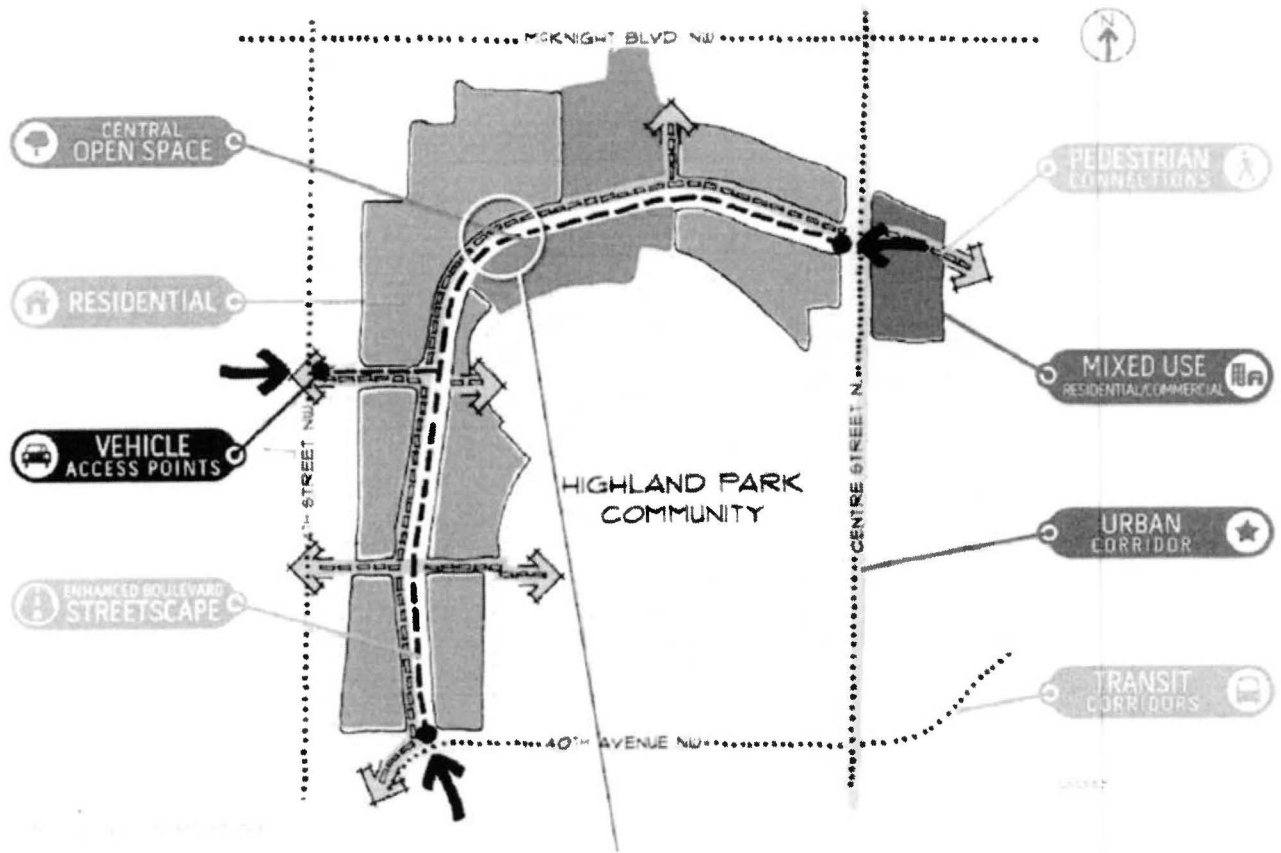 McKNIGHT BLVD NW
N
CENTRAL
OPEN SPACE
PEDESTRIAN
CONNECTIONS
RESIDENTIAL
MIXED USE
RESIDENTIAL/COMMERCIAL
VEHICLE
ACCESS POINTS
4TH STREET NW
HIGHLAND PARK
COMMUNITY
CENTRE STREET N
URBAN
CORRIDOR
ENHANCED BOULEVARD
STREETSCAPE
TRANSIT
CORRIDORS
40TH AVENUE NW